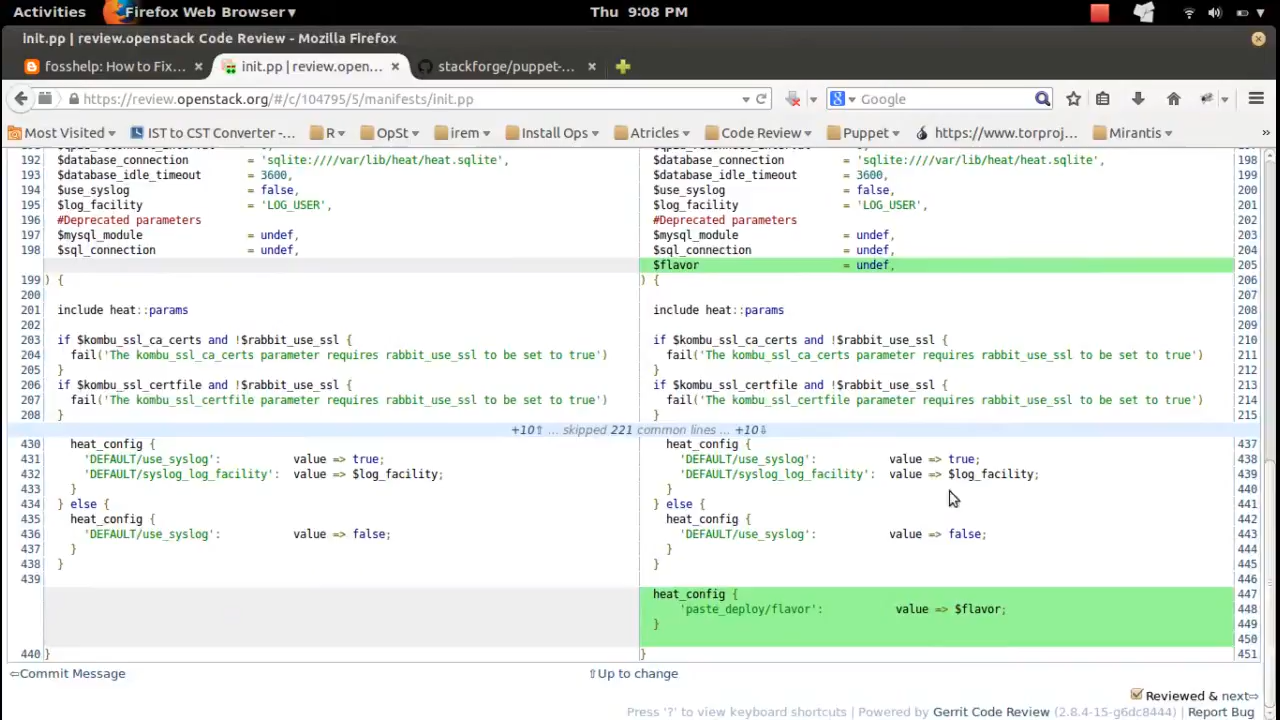 Activities Firefox Web Browser ▾ Thu 9:08 PM
init.pp | review.openstack Code Review - Mozilla Firefox
fosshelp: How to Fix... × init.pp | review.open... × stackforge/puppet-... ×
https://review.openstack.org/#/c/104795/5/manifests/init.pp Google
Most Visited IST to CST Converter -... R OpSt irem Install Ops Atricles Code Review Puppet https://www.torproj... Mirantis »
192 $database_connection = 'sqlite:////var/lib/heat/heat.sqlite', $database_connection = 'sqlite:////var/lib/heat/heat.sqlite', 198
193 $database_idle_timeout = 3600, $database_idle_timeout = 3600, 199
194 $use_syslog = false, $use_syslog = false, 200
195 $log_facility = 'LOG_USER', $log_facility = 'LOG_USER', 201
196 #Deprecated parameters #Deprecated parameters 202
197 $mysql_module = undef, $mysql_module = undef, 203
198 $sql_connection = undef, $sql_connection = undef, 204
$flavor = undef, 205
199 ) { ) { 206
200 207
201 include heat::params include heat::params 208
202 209
203 if $kombu_ssl_ca_certs and !$rabbit_use_ssl { if $kombu_ssl_ca_certs and !$rabbit_use_ssl { 210
204 fail('The kombu_ssl_ca_certs parameter requires rabbit_use_ssl to be set to true') fail('The kombu_ssl_ca_certs parameter requires rabbit_use_ssl to be set to true') 211
205 } } 212
206 if $kombu_ssl_certfile and !$rabbit_use_ssl { if $kombu_ssl_certfile and !$rabbit_use_ssl { 213
207 fail('The kombu_ssl_certfile parameter requires rabbit_use_ssl to be set to true') fail('The kombu_ssl_certfile parameter requires rabbit_use_ssl to be set to true') 214
208 } } 215
+10⇧ ... skipped 221 common lines ... +10⇩
430 heat_config { heat_config { 437
431 'DEFAULT/use_syslog': value => true; 'DEFAULT/use_syslog': value => true; 438
432 'DEFAULT/syslog_log_facility': value => $log_facility; 'DEFAULT/syslog_log_facility': value => $log_facility; 439
433 } } 440
434 } else { } else { 441
435 heat_config { heat_config { 442
436 'DEFAULT/use_syslog': value => false; 'DEFAULT/use_syslog': value => false; 443
437 } } 444
438 } } 445
439 446
heat_config { 447
'paste_deploy/flavor': value => $flavor; 448
} 449
450
440 } } 451
⇦Commit Message ⇧Up to change
Reviewed & next⇨
Press '?' to view keyboard shortcuts | Powered by Gerrit Code Review (2.8.4-15-g6dc8444) | Report Bug